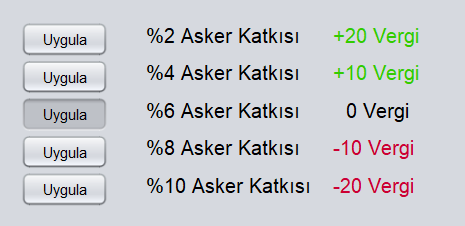 Uygula %2 Asker Katkısı +20 Vergi
Uygula %4 Asker Katkısı +10 Vergi
Uygula %6 Asker Katkısı 0 Vergi
Uygula %8 Asker Katkısı -10 Vergi
Uygula %10 Asker Katkısı -20 Vergi